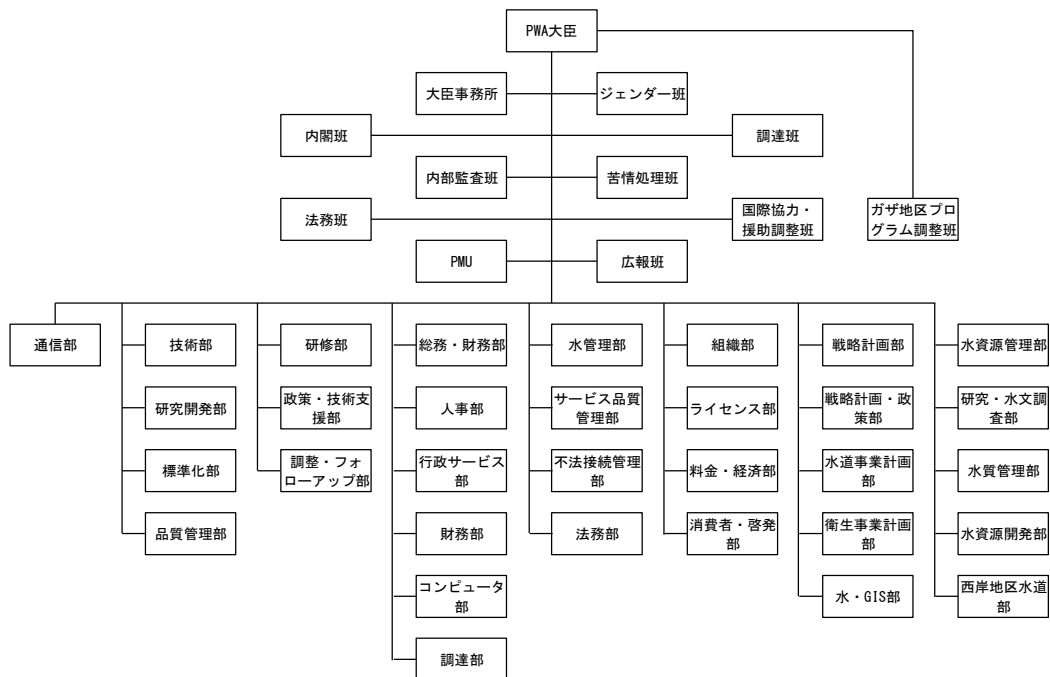 PWA大臣
大臣事務所
ジェンダー班
内閣班
調達班
内部監査班
苦情処理班
法務班
国際協力・
援助調整班
ガザ地区プロ
グラム調整班
PMU
広報班
通信部
技術部
研修部
総務・財務部
水管理部
組織部
戦略計画部
水資源管理部
研究開発部
政策・技術支
援部
人事部
サービス品質
管理部
ライセンス部
戦略計画・政
策部
研究・水文調
査部
標準化部
調整・フォ
ローアップ部
行政サービス
部
不法接続管理
部
料金・経済部
水道事業計画
部
水質管理部
品質管理部
財務部
法務部
消費者・啓発
部
衛生事業計画
部
水資源開発部
コンピュータ
部
水・GIS部
西岸地区水道
部
調達部